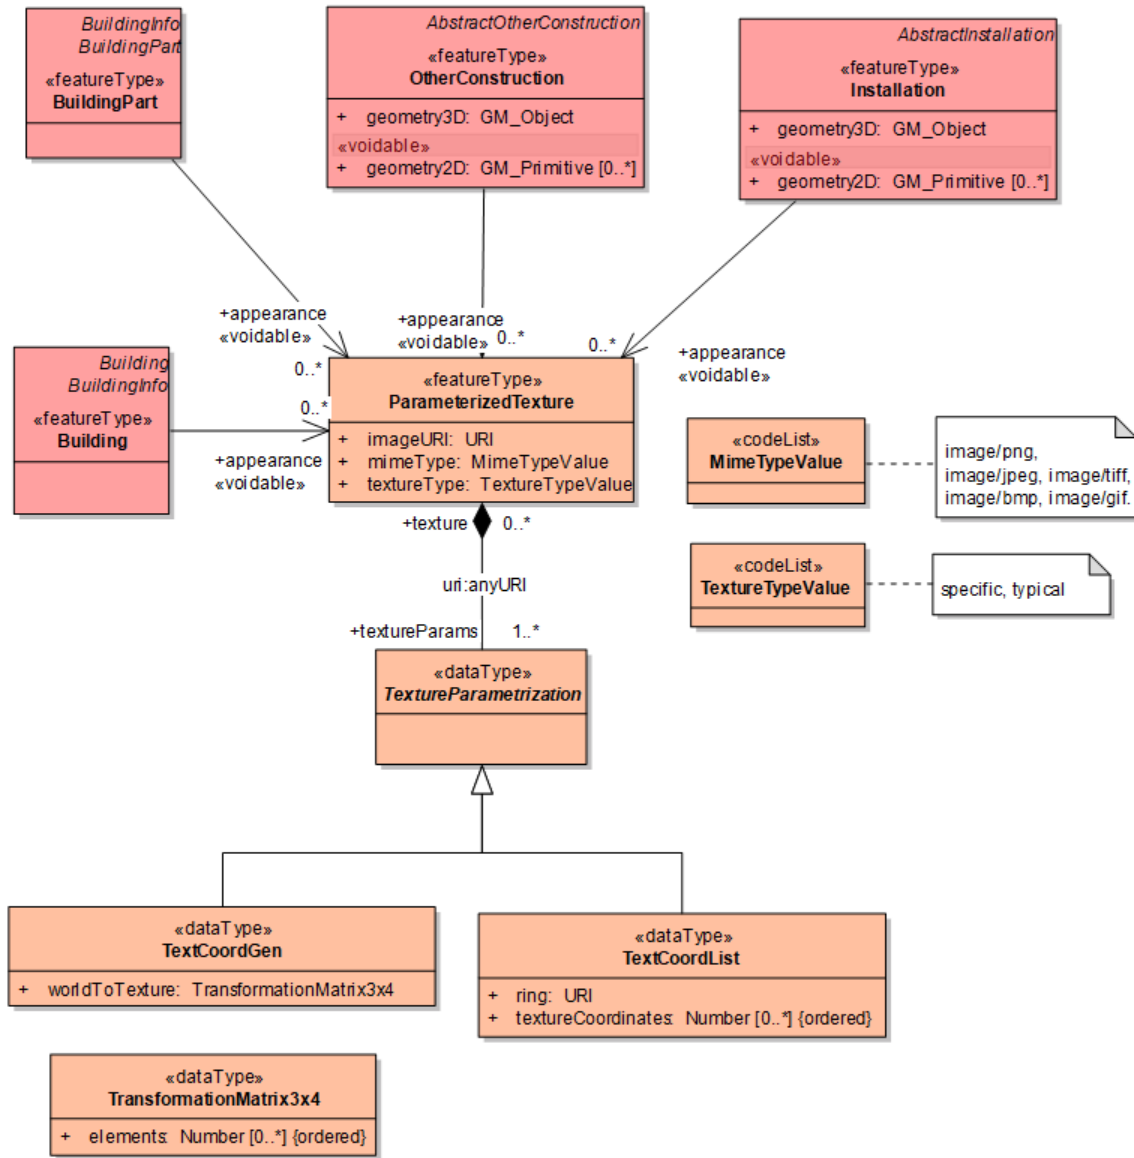 BuildingInfo
BuildingPart
«featureType»
BuildingPart
AbstractOtherConstruction
«featureType»
OtherConstruction
+ geometry3D: GM_Object
«voidable»
+ geometry2D: GM_Primitive [0..*]
AbstractInstallation
«featureType»
Installation
+ geometry3D: GM_Object
«voidable»
+ geometry2D: GM_Primitive [0..*]
+appearance
«voidable»
0..*
+appearance
«voidable»
0..*
0..*
+appearance
«voidable»
Building
BuildingInfo
«featureType»
Building
0..*
+appearance
«voidable»
«featureType»
ParameterizedTexture
+ imageURI: URI
+ mimeType: MimeTypeValue
+ textureType: TextureTypeValue
«codeList»
MimeTypeValue
image/png,
image/jpeg, image/tiff,
image/bmp, image/gif.
«codeList»
TextureTypeValue
specific, typical
+texture
0..*
uri:anyURI
+textureParams
1..*
«dataType»
TextureParametrization
«dataType»
TextCoordGen
+ worldToTexture: TransformationMatrix3x4
«dataType»
TextCoordList
+ ring: URI
+ textureCoordinates: Number [0..*] {ordered}
«dataType»
TransformationMatrix3x4
+ elements: Number [0..*] {ordered}